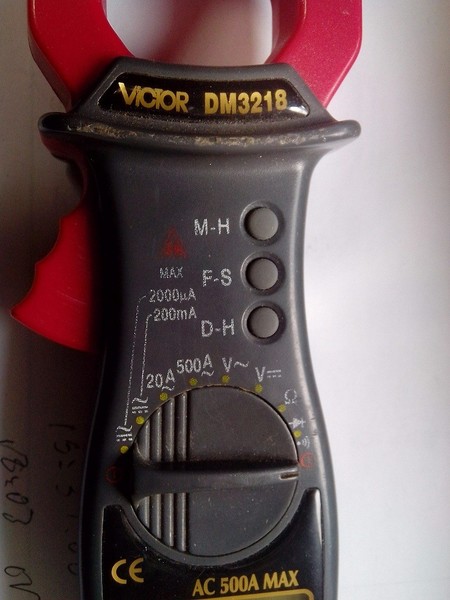 VICTOR DM3218
M-H
F-S
D-H
MAX
2000µA
200mA
20A 500A V~ V⎓
Ω
CE
AC 500A MAX